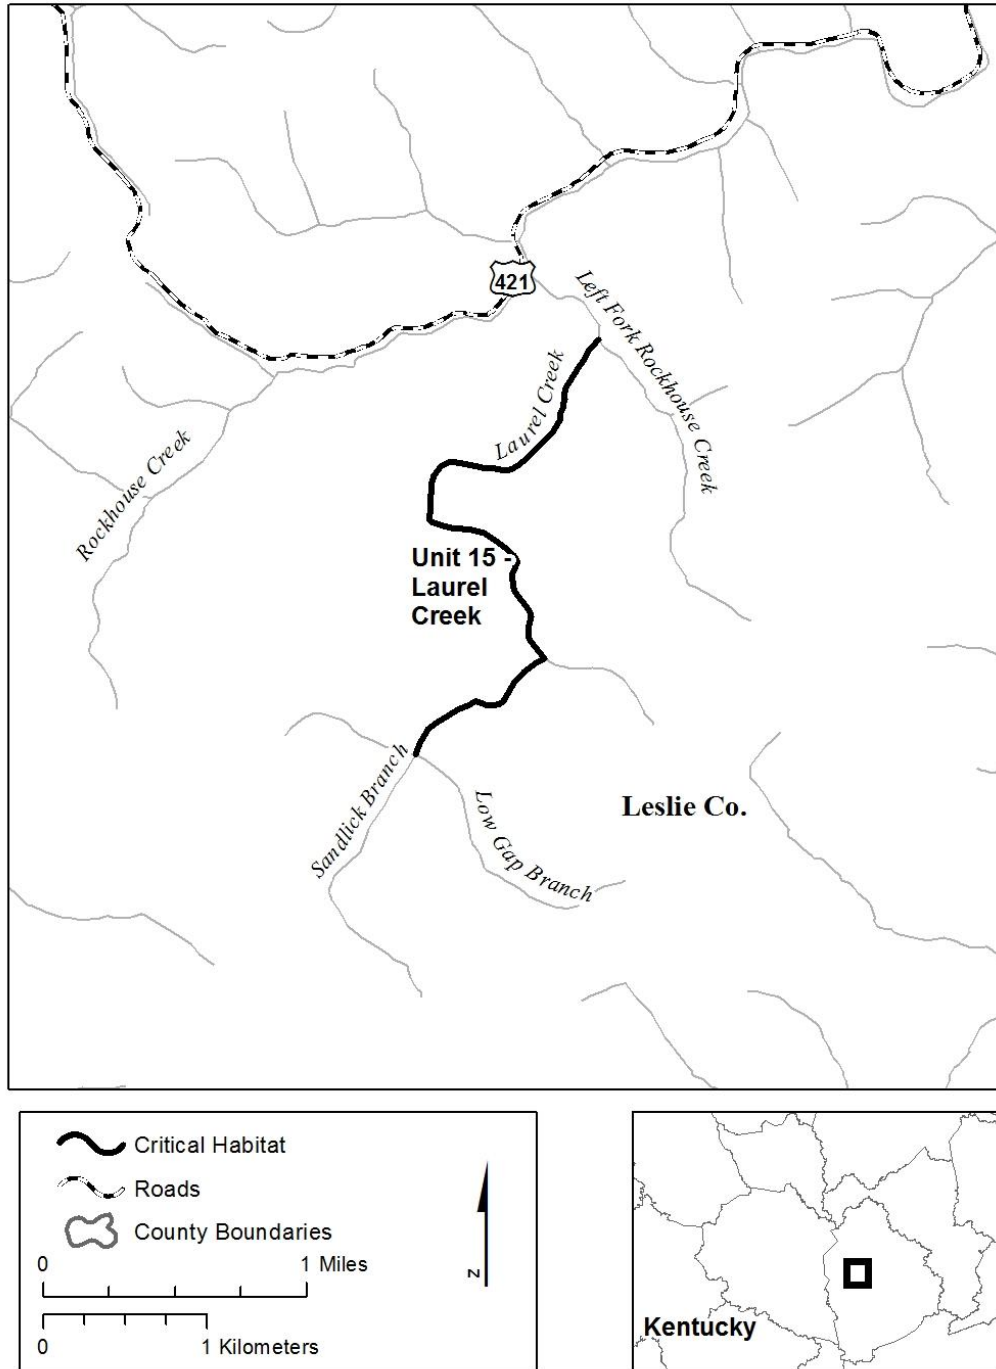 421
Left Fork Rockhouse Creek
Laurel Creek
Rockhouse Creek
Unit 15 -
Laurel
Creek
Sandlick Branch
Low Gap Branch
Leslie Co.
Critical Habitat
Roads
County Boundaries
0 1 Miles
0 1 Kilometers
N
Kentucky